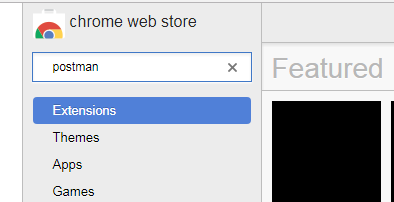 chrome web store
postman
Featured
Extensions
Themes
Apps
Games